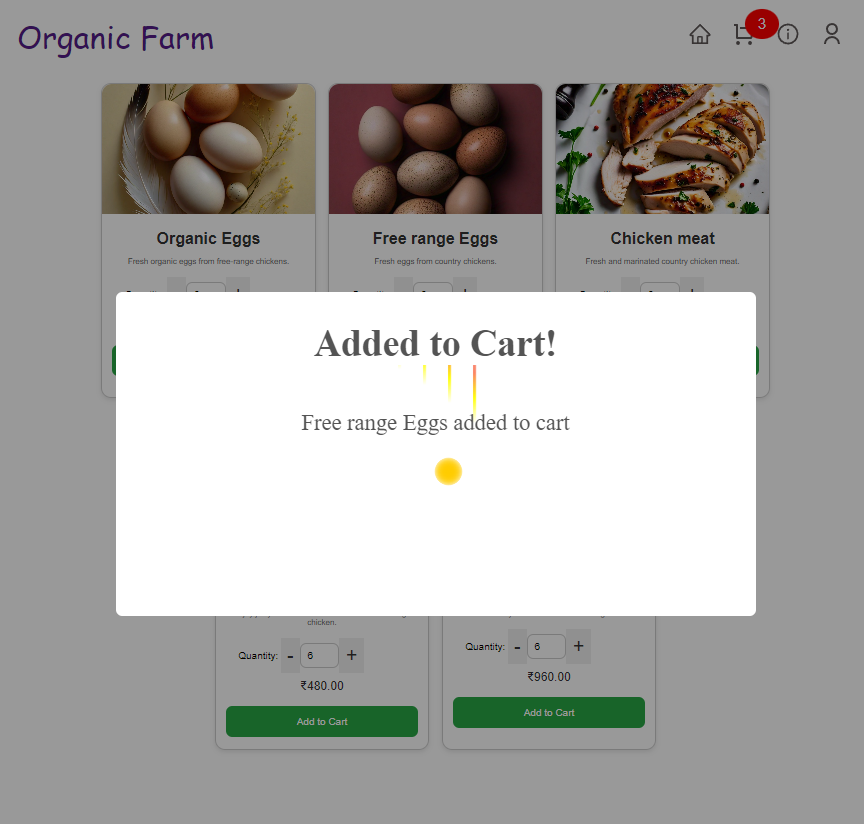 Organic Farm
3
Organic Eggs
Free range Eggs
Chicken meat
Fresh organic eggs from free-range chickens.
Fresh eggs from country chickens.
Fresh and marinated country chicken meat.
Added to Cart!
Free range Eggs added to cart
chicken.
Quantity: - 6 +
₹480.00
Add to Cart
Quantity: - 6 +
₹960.00
Add to Cart